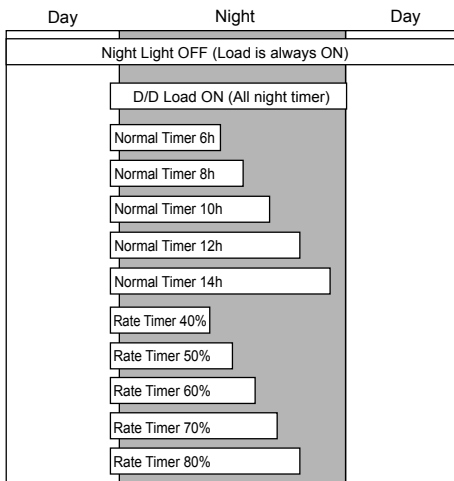 Day Night Day
Night Light OFF (Load is always ON)
D/D Load ON (All night timer)
Normal Timer 6h
Normal Timer 8h
Normal Timer 10h
Normal Timer 12h
Normal Timer 14h
Rate Timer 40%
Rate Timer 50%
Rate Timer 60%
Rate Timer 70%
Rate Timer 80%